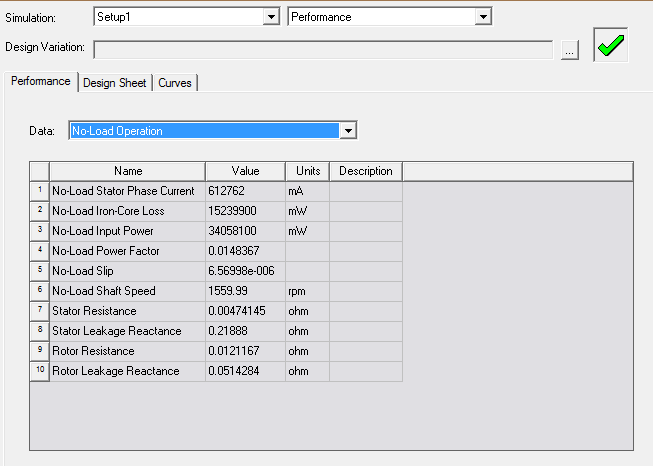 Simulation: Setup1 Performance
Design Variation: ...
Performance Design Sheet Curves
Data: No-Load Operation
Name Value Units Description
1 No-Load Stator Phase Current 612762 mA
2 No-Load Iron-Core Loss 15239900 mW
3 No-Load Input Power 34058100 mW
4 No-Load Power Factor 0.0148367
5 No-Load Slip 6.56998e-006
6 No-Load Shaft Speed 1559.99 rpm
7 Stator Resistance 0.00474145 ohm
8 Stator Leakage Reactance 0.21888 ohm
9 Rotor Resistance 0.0121167 ohm
10 Rotor Leakage Reactance 0.0514284 ohm